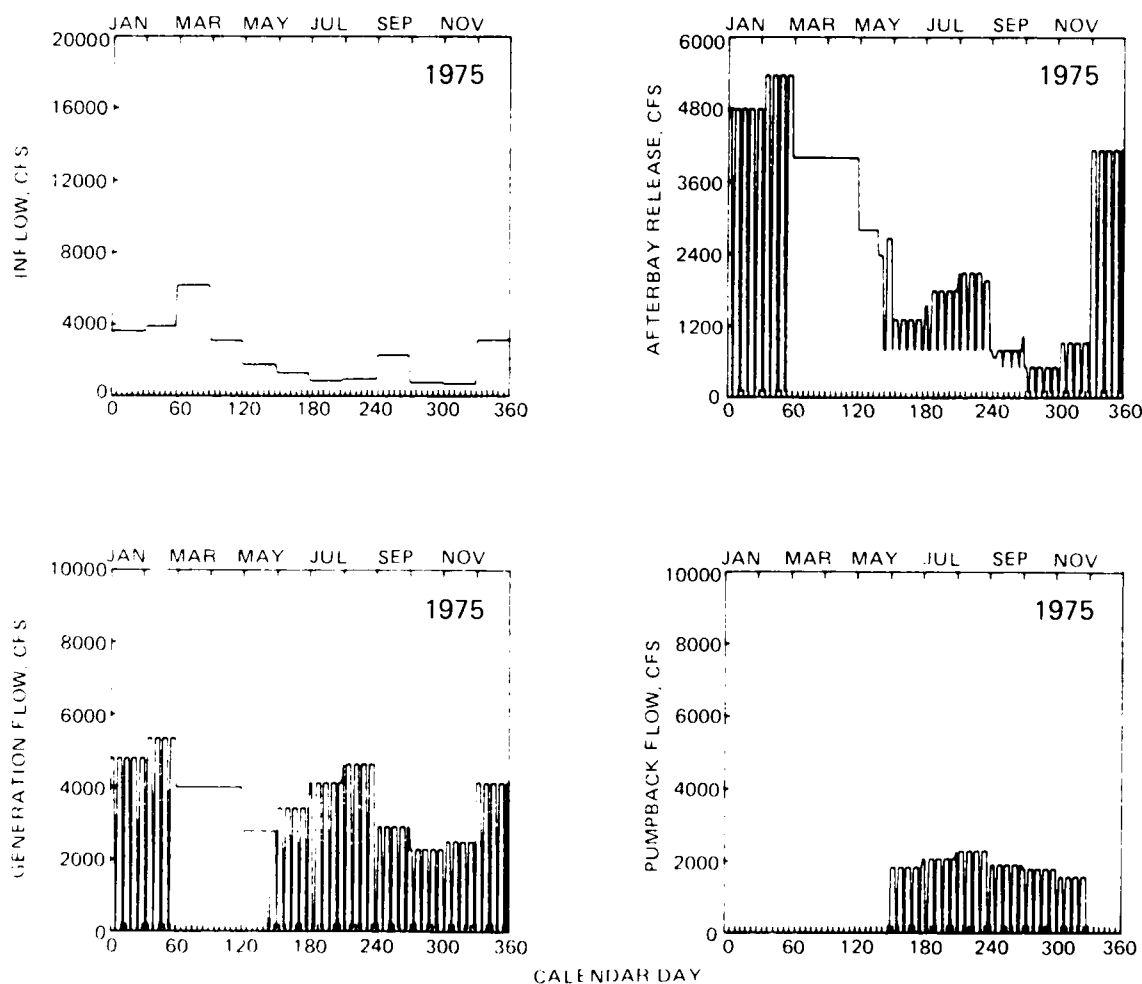 JAN MAR MAY JUL SEP NOV
20000
16000
12000
8000
4000
0
INFLOW, CFS
1975
0 60 120 180 240 300 360
JAN MAR MAY JUL SEP NOV
6000
4800
3600
2400
1200
0
AFTERBAY RELEASE, CFS
1975
0 60 120 180 240 300 360
JAN MAR MAY JUL SEP NOV
10000
8000
6000
4000
2000
0
GENERATION FLOW, CFS
1975
0 60 120 180 240 300 360
JAN MAR MAY JUL SEP NOV
10000
8000
6000
4000
2000
0
PUMPBACK FLOW, CFS
1975
0 60 120 180 240 300 360
CALENDAR DAY